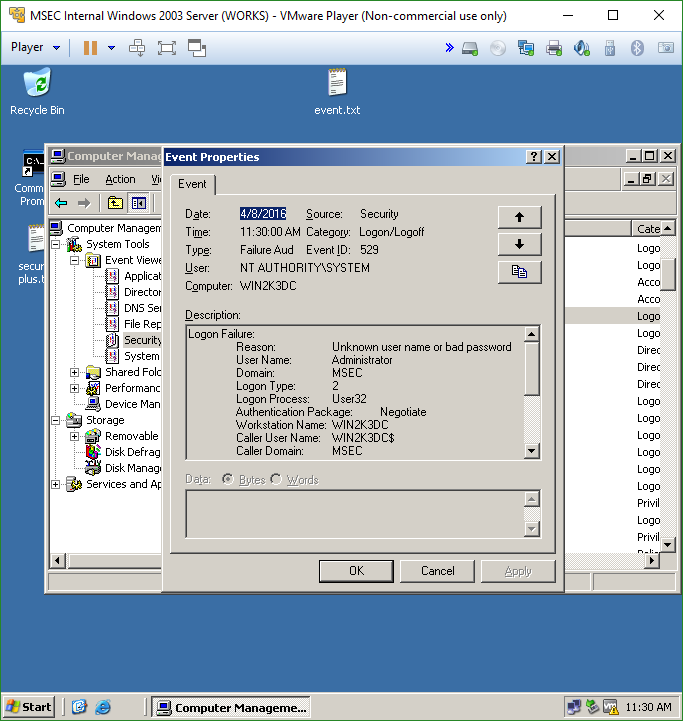 MSEC Internal Windows 2003 Server (WORKS) - VMware Player (Non-commercial use only)
Player
Recycle Bin
event.txt
Computer Mana
File Action Vi
Event Properties
Event
Date: 4/8/2016 Source: Security
Time: 11:30:00 AM Category: Logon/Logoff
Type: Failure Aud Event ID: 529
User: NT AUTHORITY\SYSTEM
Computer: WIN2K3DC
Description:
Logon Failure:
Reason: Unknown user name or bad password
User Name: Administrator
Domain: MSEC
Logon Type: 2
Logon Process: User32
Authentication Package: Negotiate
Workstation Name: WIN2K3DC
Caller User Name: WIN2K3DC$
Caller Domain: MSEC
Data: Bytes Words
OK Cancel Apply
Comm
Prom
secur
plus.t
Computer Managem
System Tools
Event Viewe
Applicat
Director
DNS Ser
File Rep
Security
System
Shared Fold
Performanc
Device Man
Storage
Removable
Disk Defrag
Disk Manage
Services and Ap
Cate
Logo
Logo
Acco
Acco
Logo
Logo
Direc
Direc
Direc
Logo
Logo
Logo
Logo
Logo
Logo
Privil
Logo
Privil
Start
Computer Manageme...
11:30 AM